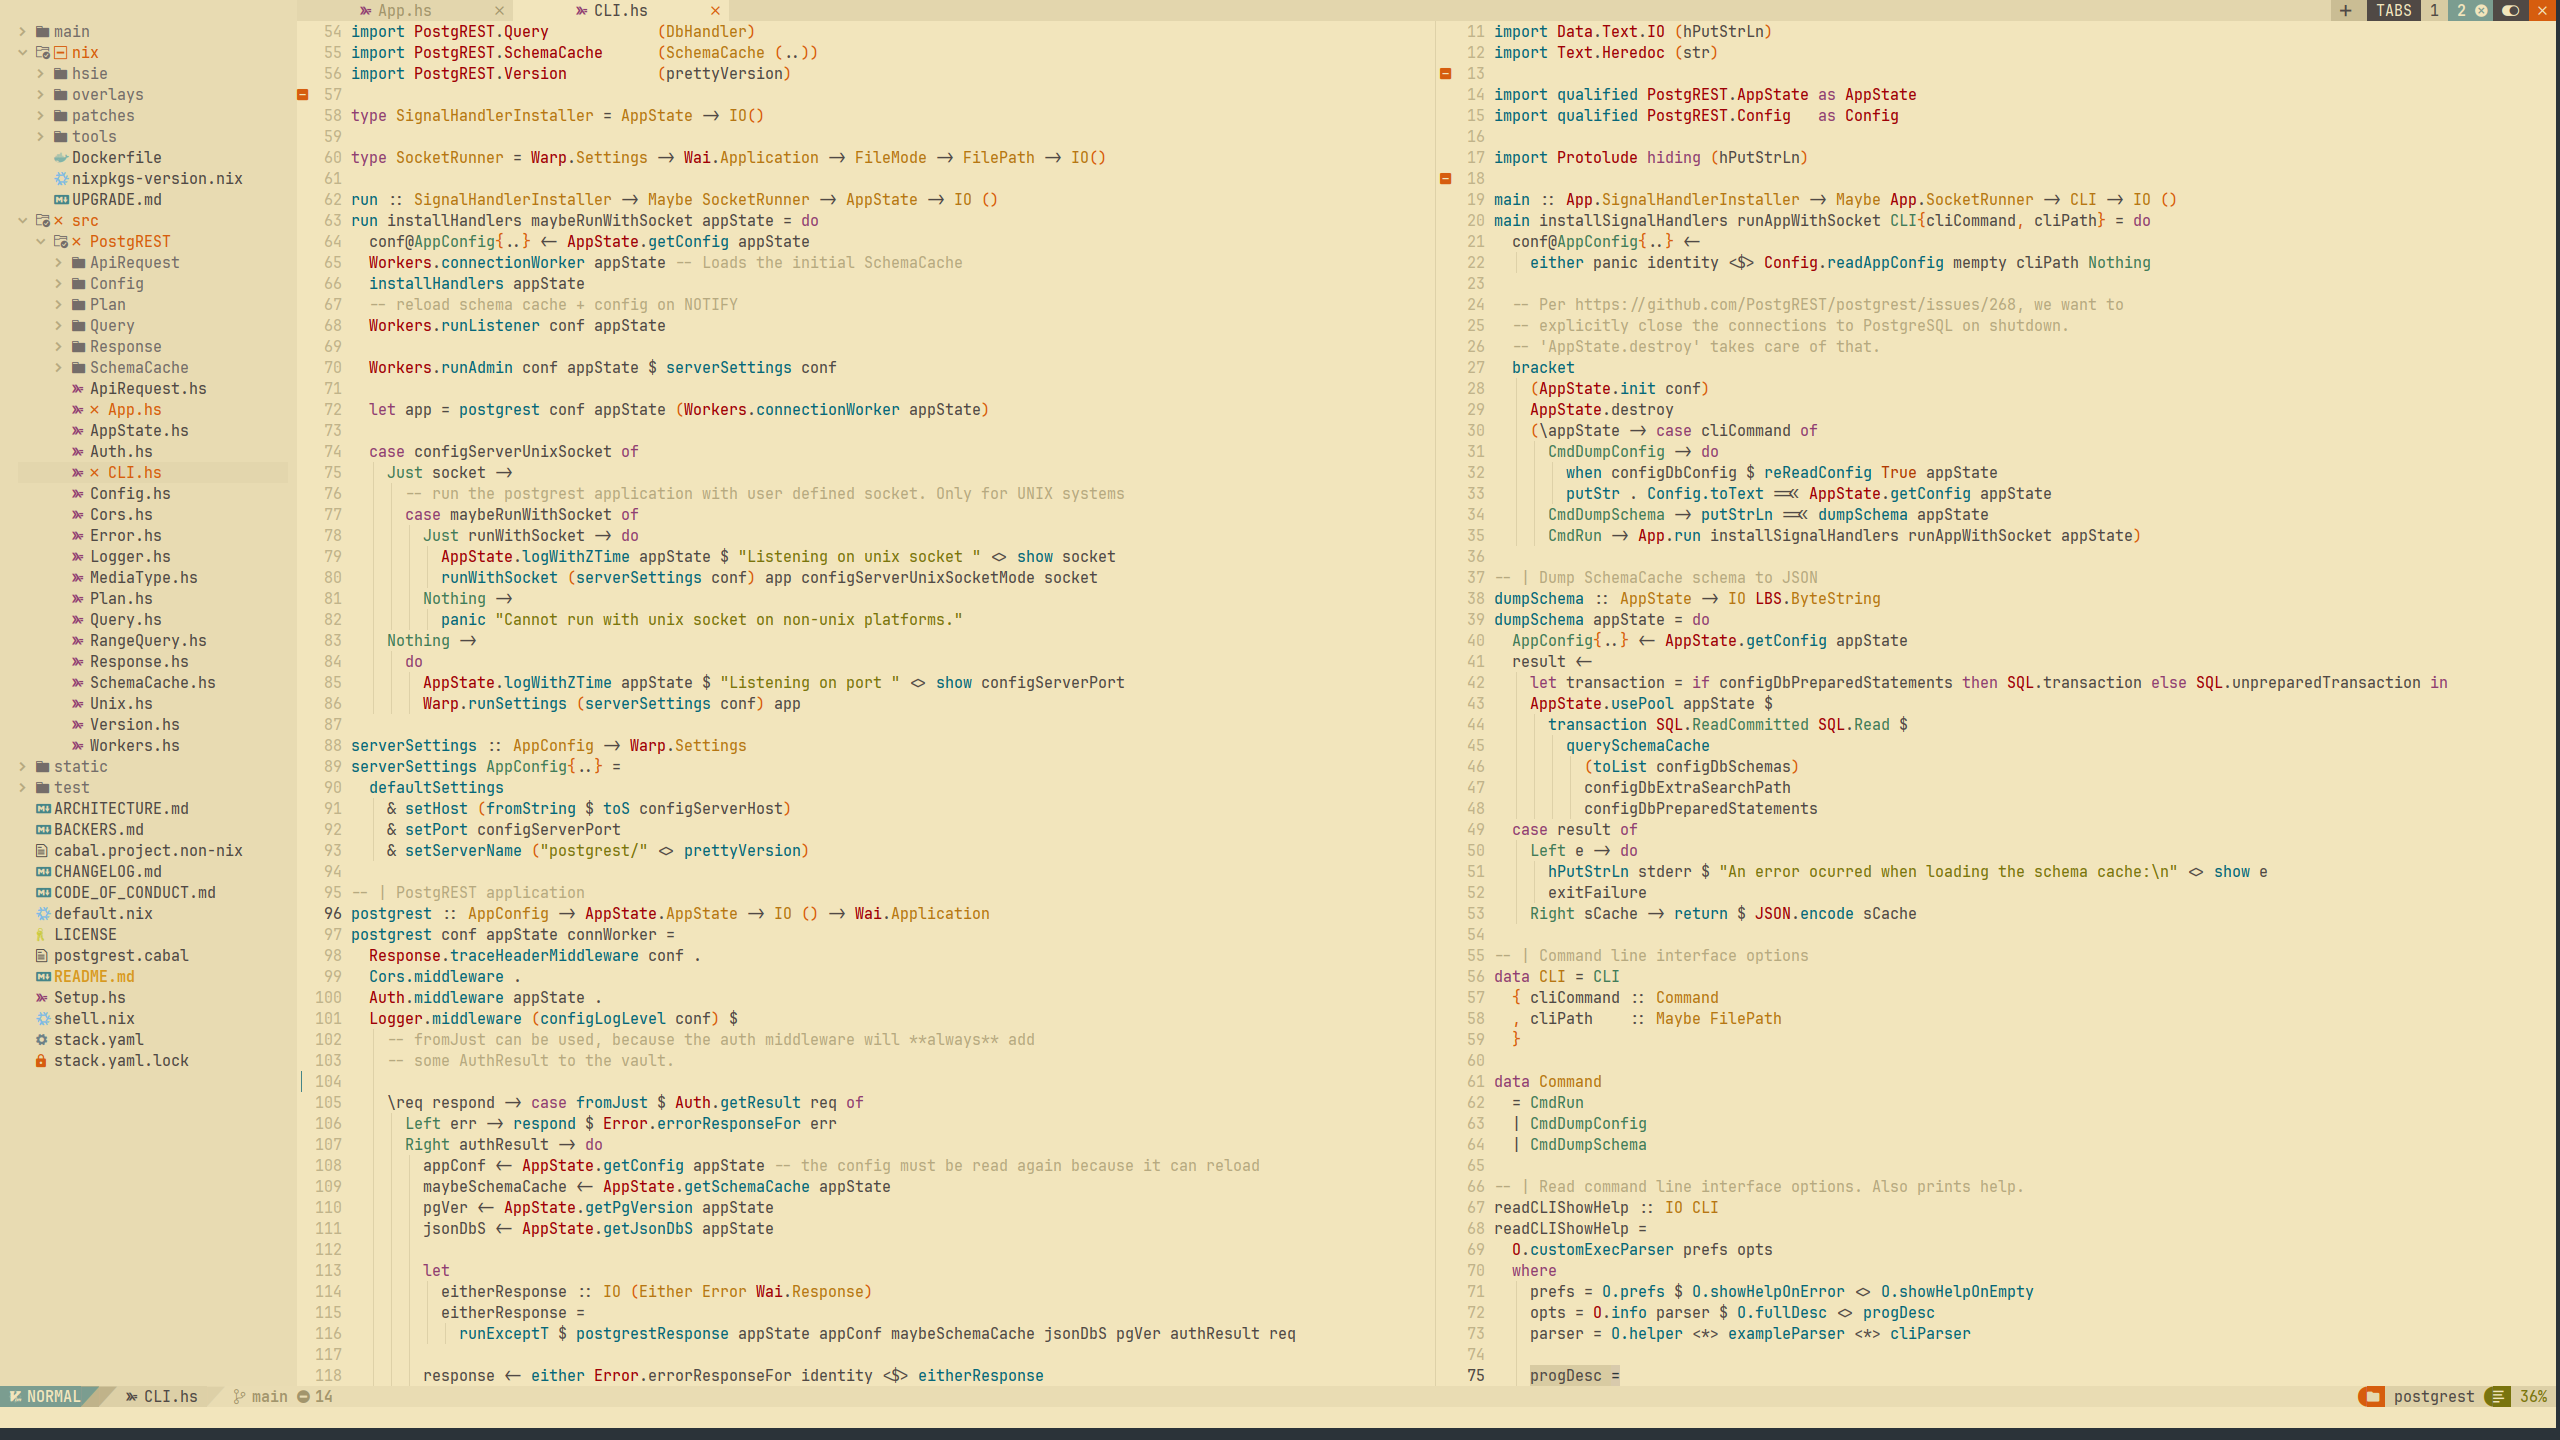 App.hs
CLI.hs
TABS 1 2
main
nix
hsie
overlays
patches
tools
Dockerfile
nixpkgs-version.nix
UPGRADE.md
src
PostgREST
ApiRequest
Config
Plan
Query
Response
SchemaCache
ApiRequest.hs
App.hs
AppState.hs
Auth.hs
CLI.hs
Config.hs
Cors.hs
Error.hs
Logger.hs
MediaType.hs
Plan.hs
Query.hs
RangeQuery.hs
Response.hs
SchemaCache.hs
Unix.hs
Version.hs
Workers.hs
static
test
ARCHITECTURE.md
BACKERS.md
cabal.project.non-nix
CHANGELOG.md
CODE_OF_CONDUCT.md
default.nix
LICENSE
postgrest.cabal
README.md
Setup.hs
shell.nix
stack.yaml
stack.yaml.lock
54 import PostgREST.Query            (DbHandler)
55 import PostgREST.SchemaCache      (SchemaCache (..))
56 import PostgREST.Version          (prettyVersion)
57
58 type SignalHandlerInstaller = AppState -> IO()
59
60 type SocketRunner = Warp.Settings -> Wai.Application -> FileMode -> FilePath -> IO()
61
62 run :: SignalHandlerInstaller -> Maybe SocketRunner -> AppState -> IO ()
63 run installHandlers maybeRunWithSocket appState = do
64   conf@AppConfig{..} <- AppState.getConfig appState
65   Workers.connectionWorker appState -- Loads the initial SchemaCache
66   installHandlers appState
67   -- reload schema cache + config on NOTIFY
68   Workers.runListener conf appState
69
70   Workers.runAdmin conf appState $ serverSettings conf
71
72   let app = postgrest conf appState (Workers.connectionWorker appState)
73
74   case configServerUnixSocket of
75     Just socket ->
76       -- run the postgrest application with user defined socket. Only for UNIX systems
77       case maybeRunWithSocket of
78         Just runWithSocket -> do
79           AppState.logWithZTime appState $ "Listening on unix socket " <> show socket
80           runWithSocket (serverSettings conf) app configServerUnixSocketMode socket
81         Nothing ->
82           panic "Cannot run with unix socket on non-unix platforms."
83     Nothing ->
84       do
85         AppState.logWithZTime appState $ "Listening on port " <> show configServerPort
86         Warp.runSettings (serverSettings conf) app
87
88 serverSettings :: AppConfig -> Warp.Settings
89 serverSettings AppConfig{..} =
90   defaultSettings
91     & setHost (fromString $ toS configServerHost)
92     & setPort configServerPort
93     & setServerName ("postgrest/" <> prettyVersion)
94
95 -- | PostgREST application
96 postgrest :: AppConfig -> AppState.AppState -> IO () -> Wai.Application
97 postgrest conf appState connWorker =
98   Response.traceHeaderMiddleware conf .
99   Cors.middleware .
100   Auth.middleware appState .
101   Logger.middleware (configLogLevel conf) $
102     -- fromJust can be used, because the auth middleware will **always** add
103     -- some AuthResult to the vault.
104
105     \req respond -> case fromJust $ Auth.getResult req of
106       Left err -> respond $ Error.errorResponseFor err
107       Right authResult -> do
108         appConf <- AppState.getConfig appState -- the config must be read again because it can reload
109         maybeSchemaCache <- AppState.getSchemaCache appState
110         pgVer <- AppState.getPgVersion appState
111         jsonDbS <- AppState.getJsonDbS appState
112
113         let
114           eitherResponse :: IO (Either Error Wai.Response)
115           eitherResponse =
116             runExceptT $ postgrestResponse appState appConf maybeSchemaCache jsonDbS pgVer authResult req
117
118         response <- either Error.errorResponseFor identity <$> eitherResponse
11 import Data.Text.IO (hPutStrLn)
12 import Text.Heredoc (str)
13
14 import qualified PostgREST.AppState as AppState
15 import qualified PostgREST.Config   as Config
16
17 import Protolude hiding (hPutStrLn)
18
19 main :: App.SignalHandlerInstaller -> Maybe App.SocketRunner -> CLI -> IO ()
20 main installSignalHandlers runAppWithSocket CLI{cliCommand, cliPath} = do
21   conf@AppConfig{..} <-
22     either panic identity <$> Config.readAppConfig mempty cliPath Nothing
23
24   -- Per https://github.com/PostgREST/postgrest/issues/268, we want to
25   -- explicitly close the connections to PostgreSQL on shutdown.
26   -- 'AppState.destroy' takes care of that.
27   bracket
28     (AppState.init conf)
29     AppState.destroy
30     (\appState -> case cliCommand of
31       CmdDumpConfig -> do
32         when configDbConfig $ reReadConfig True appState
33         putStr . Config.toText =<< AppState.getConfig appState
34       CmdDumpSchema -> putStrLn =<< dumpSchema appState
35       CmdRun -> App.run installSignalHandlers runAppWithSocket appState)
36
37 -- | Dump SchemaCache schema to JSON
38 dumpSchema :: AppState -> IO LBS.ByteString
39 dumpSchema appState = do
40   AppConfig{..} <- AppState.getConfig appState
41   result <-
42     let transaction = if configDbPreparedStatements then SQL.transaction else SQL.unpreparedTransaction in
43     AppState.usePool appState $
44       transaction SQL.ReadCommitted SQL.Read $
45         querySchemaCache
46           (toList configDbSchemas)
47           configDbExtraSearchPath
48           configDbPreparedStatements
49   case result of
50     Left e -> do
51       hPutStrLn stderr $ "An error ocurred when loading the schema cache:\n" <> show e
52       exitFailure
53     Right sCache -> return $ JSON.encode sCache
54
55 -- | Command line interface options
56 data CLI = CLI
57   { cliCommand :: Command
58   , cliPath    :: Maybe FilePath
59   }
60
61 data Command
62   = CmdRun
63   | CmdDumpConfig
64   | CmdDumpSchema
65
66 -- | Read command line interface options. Also prints help.
67 readCLIShowHelp :: IO CLI
68 readCLIShowHelp =
69   O.customExecParser prefs opts
70   where
71     prefs = O.prefs $ O.showHelpOnError <> O.showHelpOnEmpty
72     opts = O.info parser $ O.fullDesc <> progDesc
73     parser = O.helper <*> exampleParser <*> cliParser
74
75     progDesc =
NORMAL CLI.hs main 14 postgrest 36%